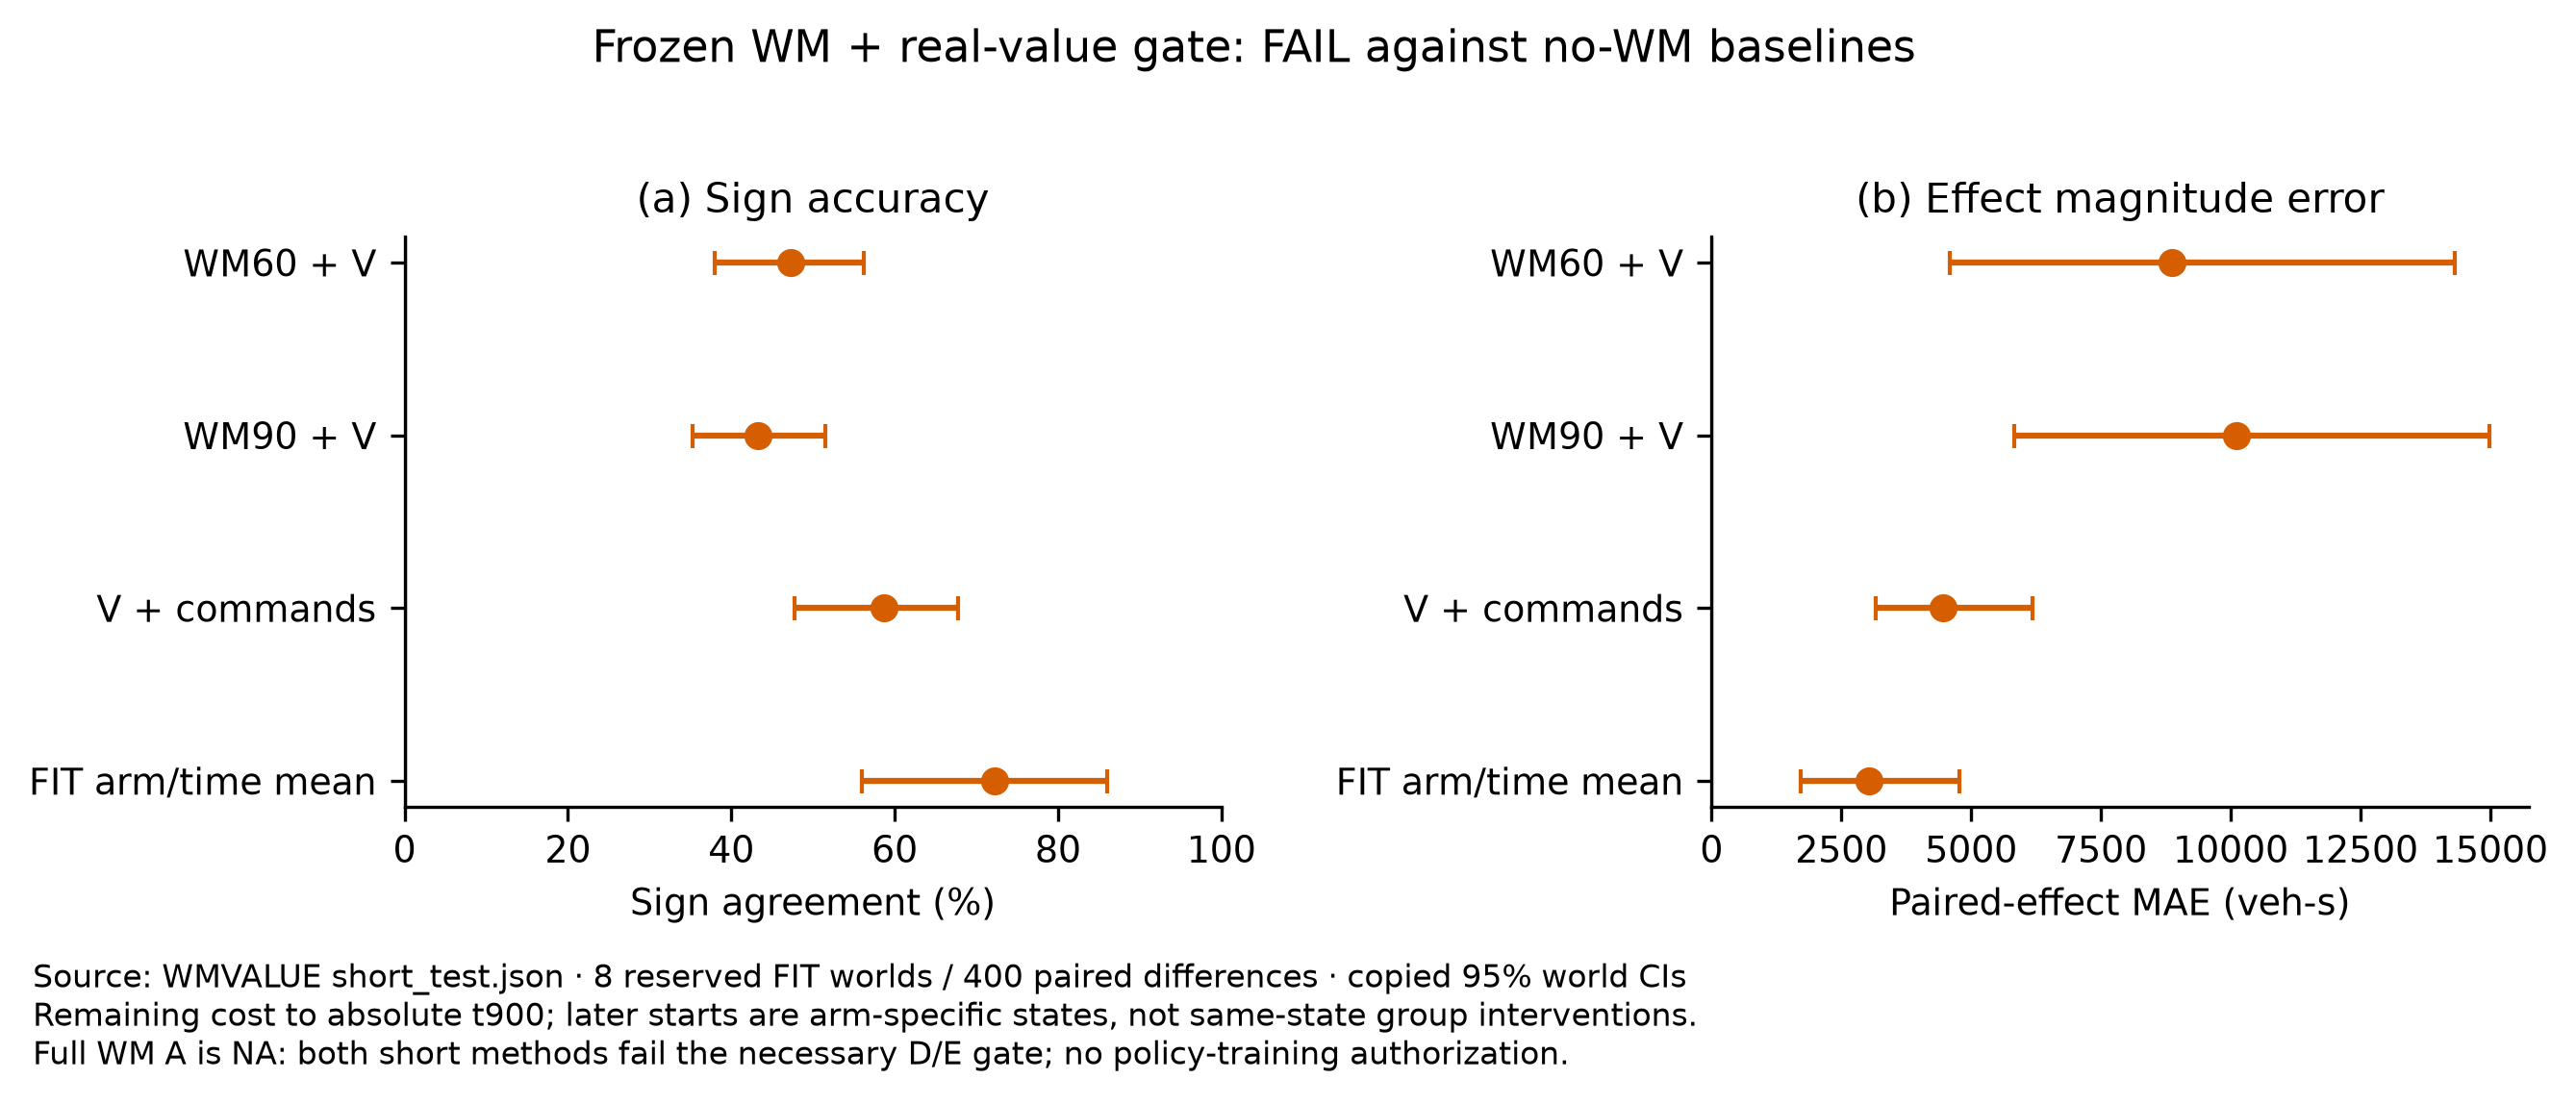 Frozen WM + real-value gate: FAIL against no-WM baselines
(a) Sign accuracy
WM60 + V
WM90 + V
V + commands
FIT arm/time mean
0 20 40 60 80 100
Sign agreement (%)
(b) Effect magnitude error
WM60 + V
WM90 + V
V + commands
FIT arm/time mean
0 2500 5000 7500 10000 12500 15000
Paired-effect MAE (veh-s)
Source: WMVALUE short_test.json · 8 reserved FIT worlds / 400 paired differences · copied 95% world CIs
Remaining cost to absolute t900; later starts are arm-specific states, not same-state group interventions.
Full WM A is NA: both short methods fail the necessary D/E gate; no policy-training authorization.